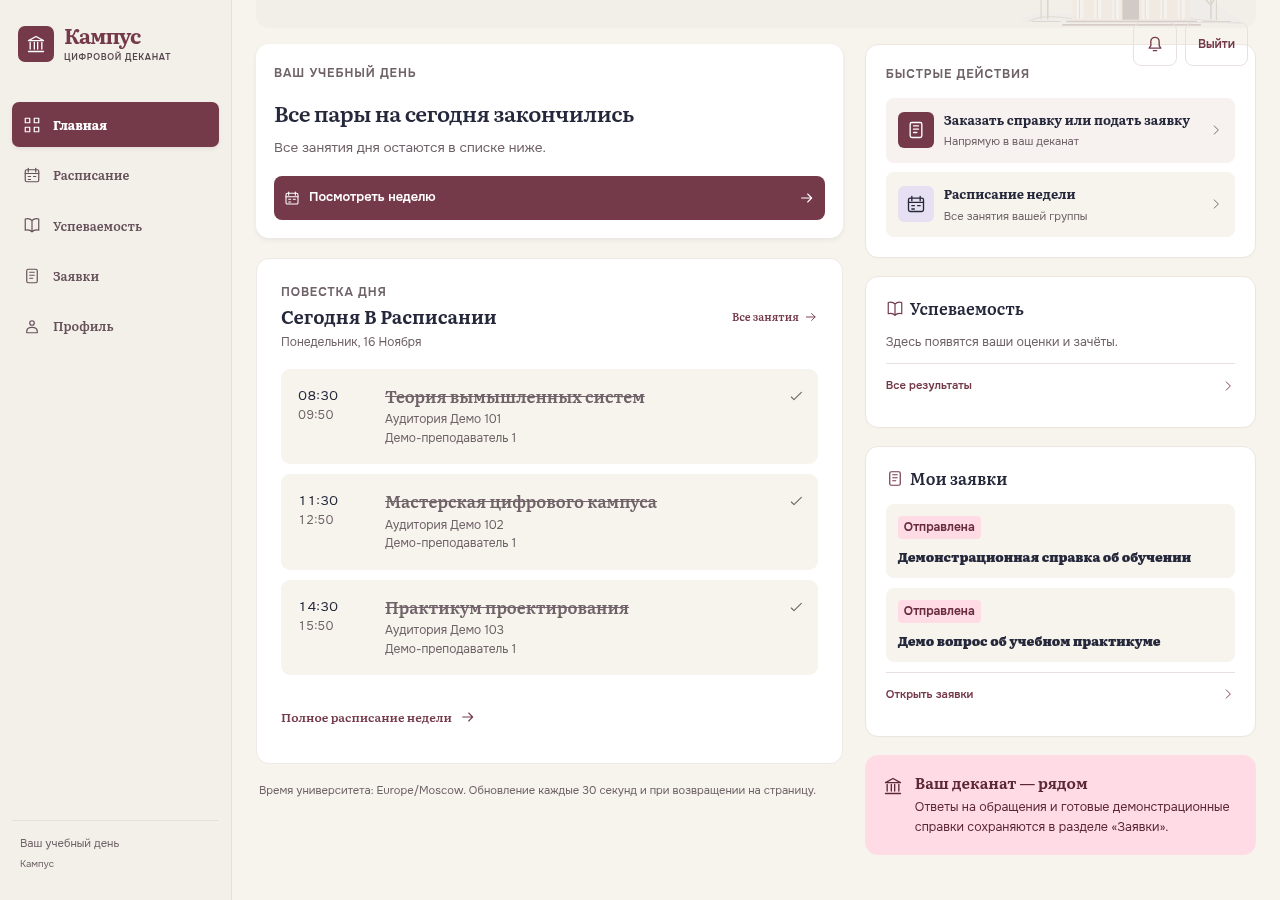 Кампус
ЦИФРОВОЙ ДЕКАНАТ
Главная
Расписание
Успеваемость
Заявки
Профиль
Ваш учебный день
Кампус
Выйти
ВАШ УЧЕБНЫЙ ДЕНЬ
Все пары на сегодня закончились
Все занятия дня остаются в списке ниже.
Посмотреть неделю
ПОВЕСТКА ДНЯ
Сегодня В Расписании
Все занятия
Понедельник, 16 Ноября
08:30
09:50
Теория вымышленных систем
Аудитория Демо 101
Демо-преподаватель 1
11:30
12:50
Мастерская цифрового кампуса
Аудитория Демо 102
Демо-преподаватель 1
14:30
15:50
Практикум проектирования
Аудитория Демо 103
Демо-преподаватель 1
Полное расписание недели
Время университета: Europe/Moscow. Обновление каждые 30 секунд и при возвращении на страницу.
БЫСТРЫЕ ДЕЙСТВИЯ
Заказать справку или подать заявку
Напрямую в ваш деканат
Расписание недели
Все занятия вашей группы
Успеваемость
Здесь появятся ваши оценки и зачёты.
Все результаты
Мои заявки
Отправлена
Демонстрационная справка об обучении
Отправлена
Демо вопрос об учебном практикуме
Открыть заявки
Ваш деканат — рядом
Ответы на обращения и готовые демонстрационные
справки сохраняются в разделе «Заявки».